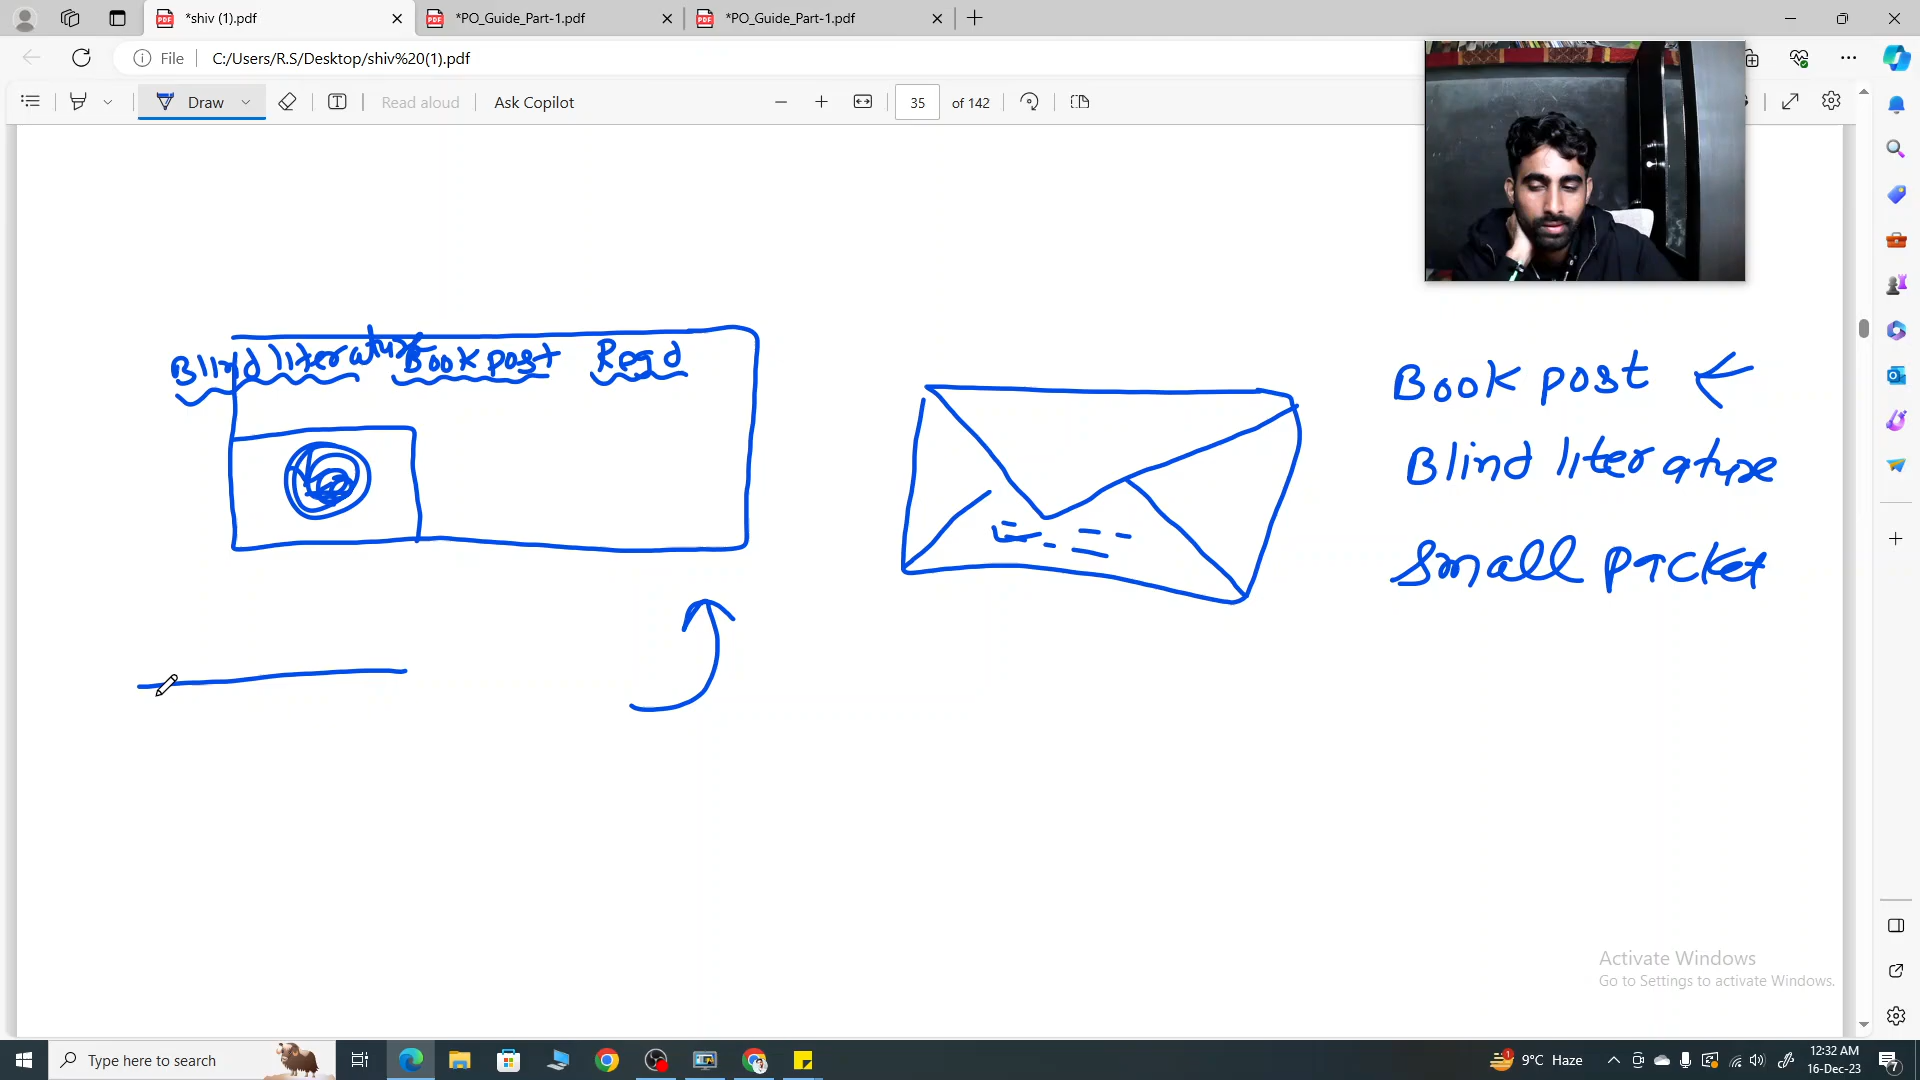 *shiv (1).pdf
*PO_Guide_Part-1.pdf
*PO_Guide_Part-1.pdf
File
C:/Users/R.S/Desktop/shiv%20(1).pdf
Draw
Read aloud
Ask Copilot
35
of 142
Blind literature
Book post
Regd
Book post
Blind literature
Small packet
Activate Windows
Go to Settings to activate Windows.
Type here to search
1
9°C Haze
12:32 AM
16-Dec-23
7